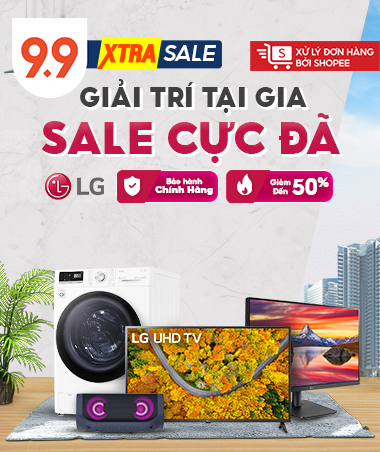 9.9
XTRA SALE
S
XỬ LÝ ĐƠN HÀNG
BỞI SHOPEE
GIẢI TRÍ TẠI GIA
SALE CỰC ĐÃ
LG
Bảo hành
Chính Hãng
Giảm
Đến 50%
LG UHD TV